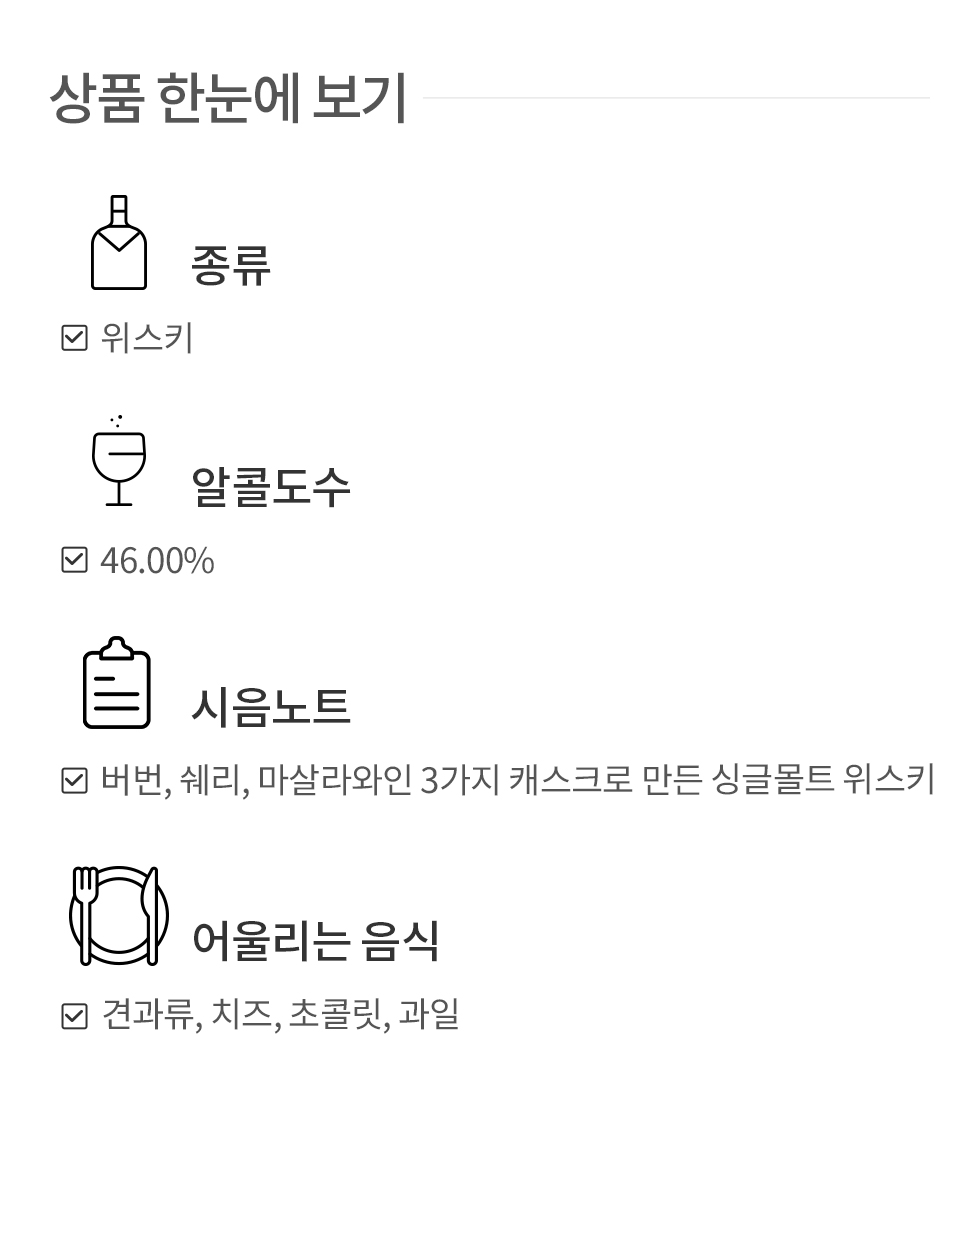 상품 한눈에 보기
종류
위스키
알콜도수
46.00%
시음노트
버번, 쉐리, 마살라와인 3가지 캐스크로 만든 싱글몰트 위스키
어울리는 음식
견과류, 치즈, 초콜릿, 과일